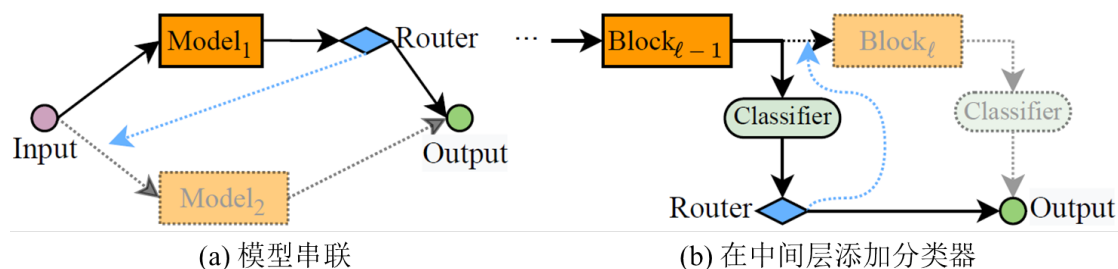 Model₁
Router
Input
Output
Model₂
(a) 模型串联
···
Blockℓ₋₁
Blockℓ
Classifier
Classifier
Router
Output
(b) 在中间层添加分类器